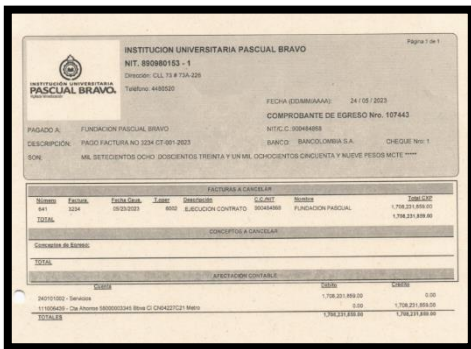 Página 1 de 1
INSTITUCION UNIVERSITARIA PASCUAL BRAVO
NIT. 890980153 - 1
Dirección: CLL 73 # 73A-226
Teléfono: 4480520
INSTITUCIÓN UNIVERSITARIA
PASCUAL BRAVO
FECHA (DD/MM/AAAA): 24 / 05 / 2023
COMPROBANTE DE EGRESO Nro. 107443
PAGADO A: FUNDACION PASCUAL BRAVO
NIT/C.C.
DESCRIPCIÓN: PAGO FACTURA NO 3234 CT-001-2023
BANCO: BANCOLOMBIA S.A. CHEQUE Nro: 1
SON: MIL SETECIENTOS OCHO DOSCIENTOS TREINTA Y UN MIL OCHOCIENTOS CINCUENTA Y NUEVE PESOS MCTE *****
FACTURAS A CANCELAR
Número Factura. Fecha Caus. T.oper Descripción C.C./NIT Nombre Total CXP
641 3234 05/23/2023 8002 EJECUCIÓN CONTRATO FUNDACION PASCUAL 1,708,231,859.00
TOTAL 1,708,231,859.00
CONCEPTOS A CANCELAR
Conceptos de Egreso:
TOTAL
AFECTACIÓN CONTABLE
Cuenta Débito Crédito
240101002 - Servicios 1,708,231,859.00 0.00
- Cta Ahorros Bbva CI Metro 0.00 1,708,231,859.00
TOTALES 1,708,231,859.00 1,708,231,859.00